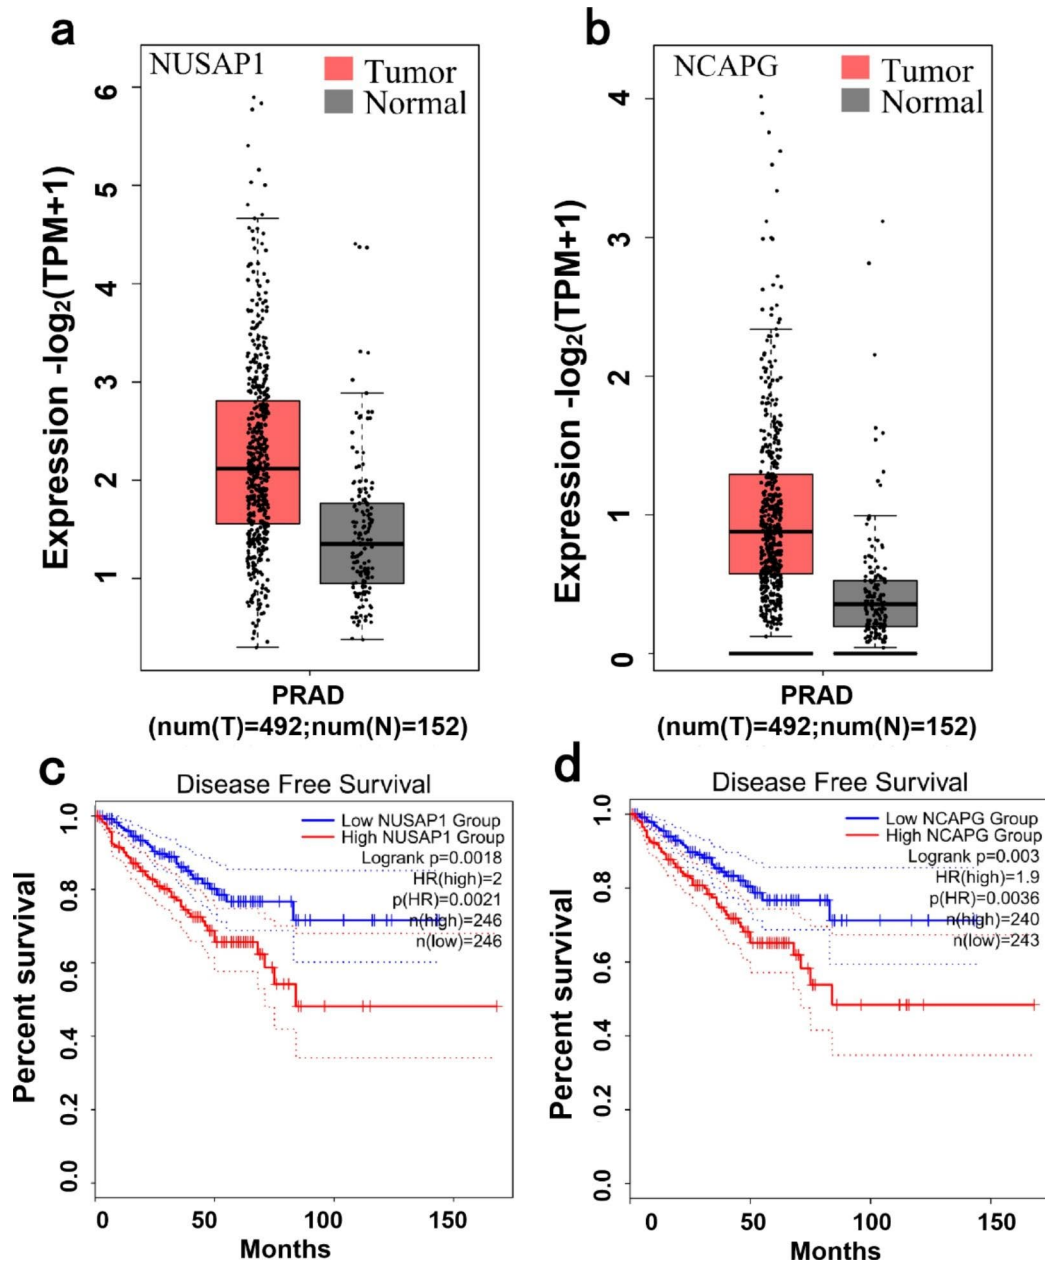 a
NUSAP1
Tumor
Normal
Expression -log₂(TPM+1)
6
5
4
3
2
1
PRAD
(num(T)=492;num(N)=152)
b
NCAPG
Tumor
Normal
Expression -log₂(TPM+1)
4
3
2
1
0
PRAD
(num(T)=492;num(N)=152)
c
Disease Free Survival
Low NUSAP1 Group
High NUSAP1 Group
Logrank p=0.0018
HR(high)=2
p(HR)=0.0021
n(high)=246
n(low)=246
Percent survival
1.0
0.8
0.6
0.4
0.2
0.0
0 50 100 150
Months
d
Disease Free Survival
Low NCAPG Group
High NCAPG Group
Logrank p=0.003
HR(high)=1.9
p(HR)=0.0036
n(high)=240
n(low)=243
Percent survival
1.0
0.8
0.6
0.4
0.2
0.0
0 50 100 150
Months